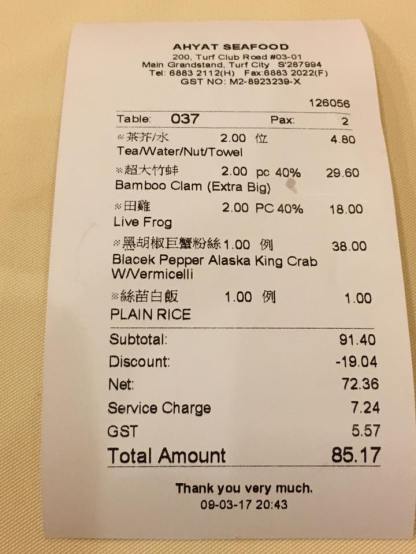 AHYAT SEAFOOD
200, Turf Club Road #03-01
Main Grandstand, Turf City S'287994
Tel: 6883 2112(H) Fax:6883 2022(F)
GST NO: M2-8923239-X
126056
Table: 037 Pax: 2
※茶芥/水 2.00 位 4.80
Tea/Water/Nut/Towel
※超大竹蚌 2.00 pc 40% 29.60
Bamboo Clam (Extra Big)
※田雞 2.00 PC 40% 18.00
Live Frog
※黑胡椒巨蟹粉絲 1.00 例 38.00
Blacek Pepper Alaska King Crab
W/Vermicelli
※絲苗白飯 1.00 例 1.00
PLAIN RICE
Subtotal: 91.40
Discount: -19.04
Net: 72.36
Service Charge 7.24
GST 5.57
Total Amount 85.17
Thank you very much.
09-03-17 20:43